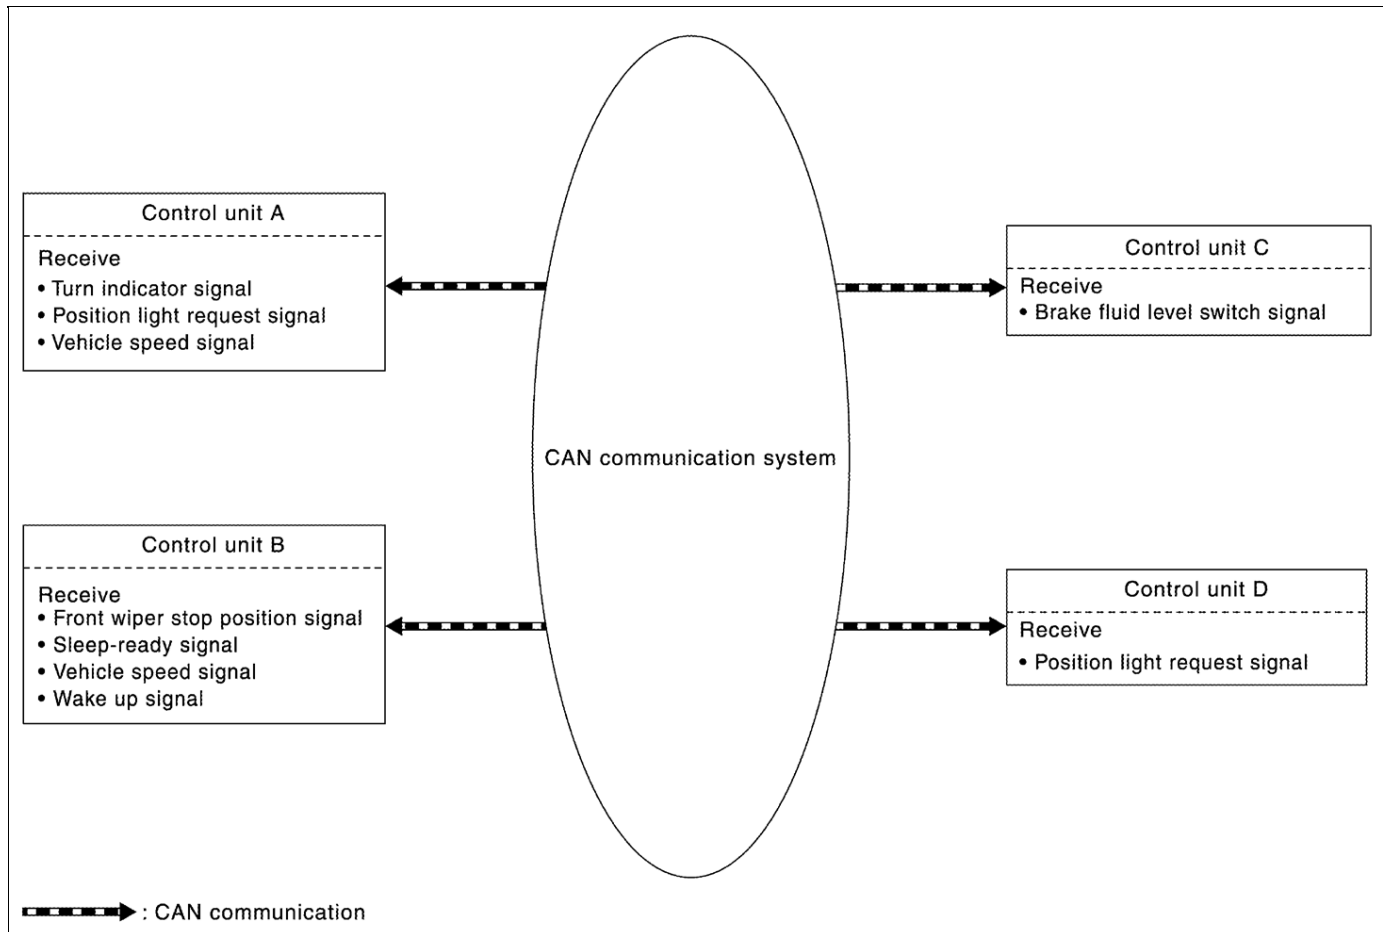 Control unit A
Receive
• Turn indicator signal
• Position light request signal
• Vehicle speed signal
Control unit C
Receive
• Brake fluid level switch signal
CAN communication system
Control unit B
Receive
• Front wiper stop position signal
• Sleep-ready signal
• Vehicle speed signal
• Wake up signal
Control unit D
Receive
• Position light request signal
: CAN communication